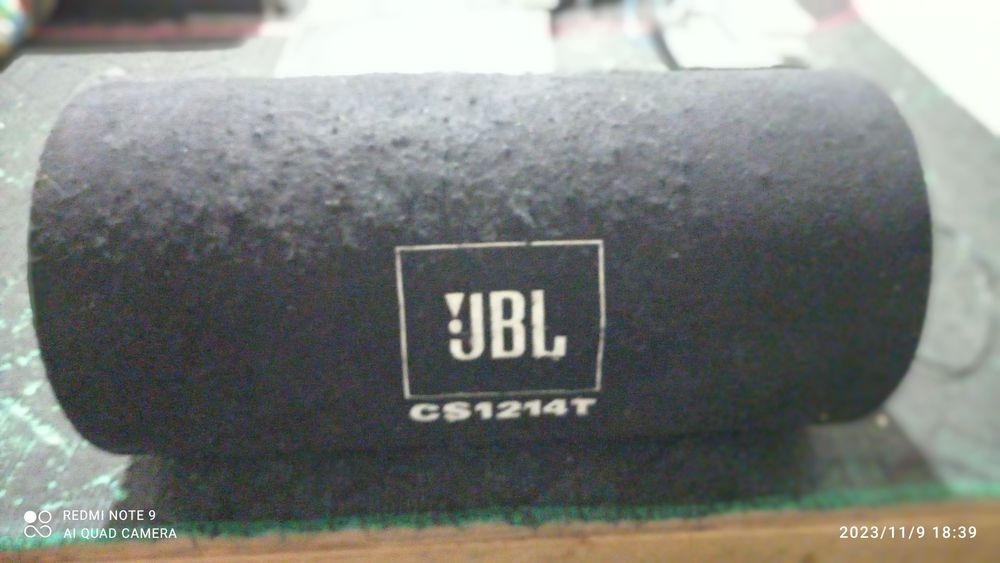 JBL
CS1214T
REDMI NOTE 9
AI QUAD CAMERA
2023/11/9 18:39